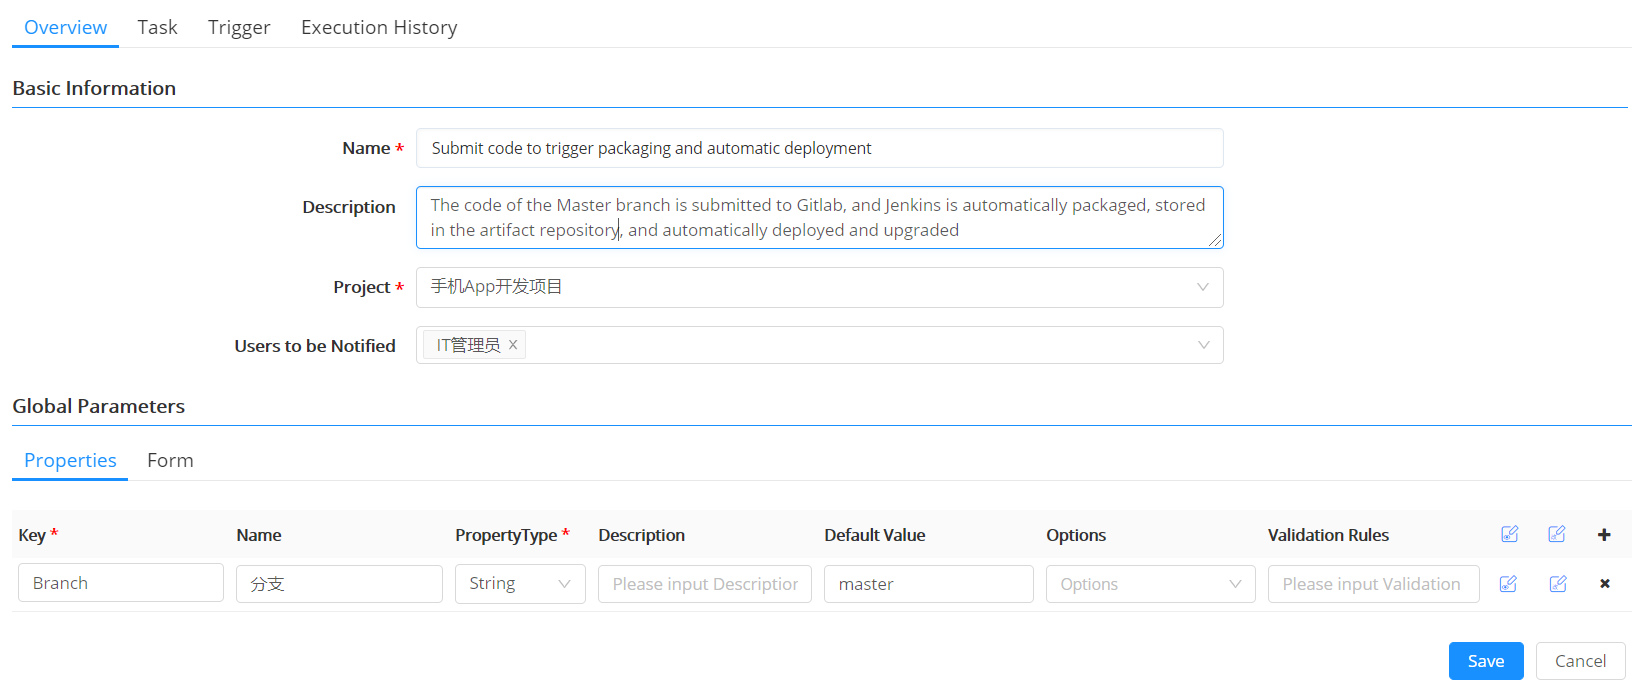 Overview Task Trigger Execution History
Basic Information
Name * Submit code to trigger packaging and automatic deployment
Description The code of the Master branch is submitted to Gitlab, and Jenkins is automatically packaged, stored
in the artifact repository, and automatically deployed and upgraded
Project * 手机App开发项目
Users to be Notified IT管理员
Global Parameters
Properties Form
Key * Name PropertyType * Description Default Value Options Validation Rules
Branch 分支 String Please input Description master Options Please input Validation
Save Cancel